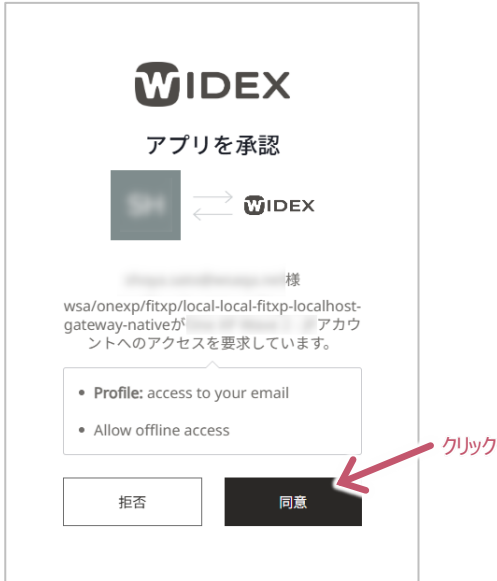 WIDEX
アプリを承認
WIDEX
様
wsa/onexp/fitxp/local-local-fitxp-localhost-
gateway-nativeが アカウ
ントへのアクセスを要求しています。
• Profile: access to your email
• Allow offline access
クリック
拒否 同意